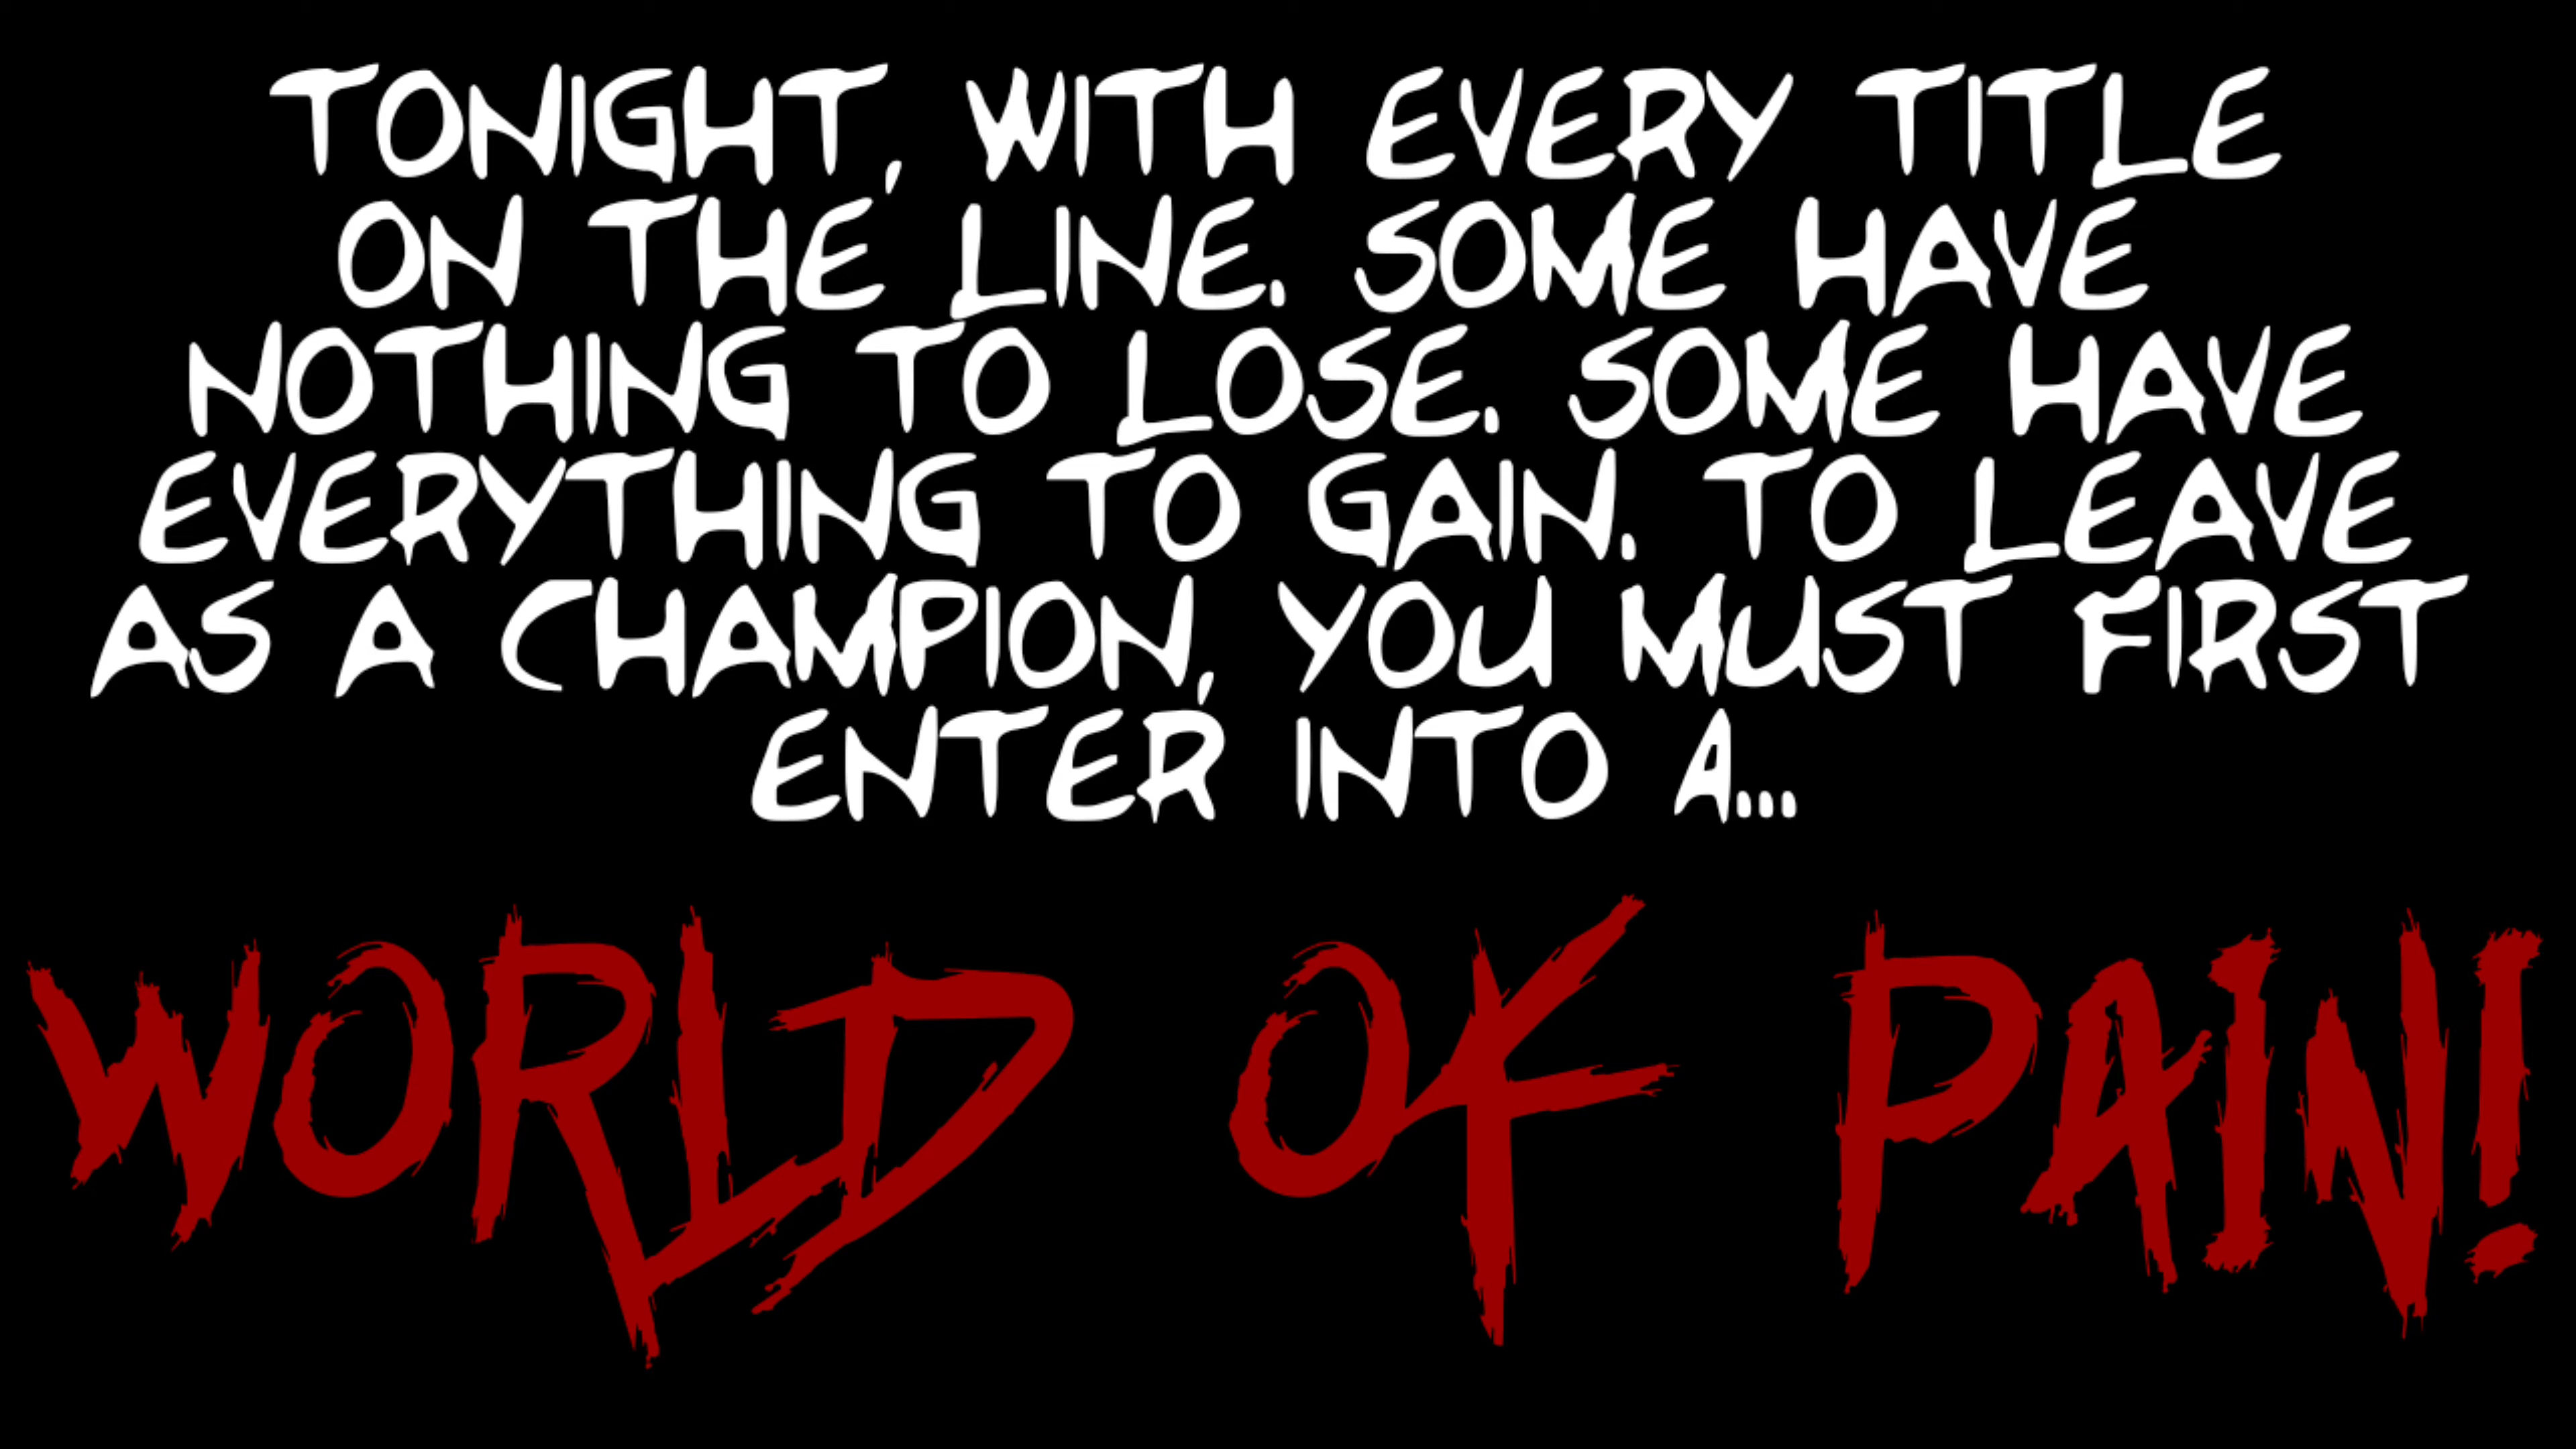 TONIGHT, WITH EVERY TITLE
ON THE LINE. SOME HAVE
NOTHING TO LOSE. SOME HAVE
EVERYTHING TO GAIN. TO LEAVE
AS A CHAMPION, YOU MUST FIRST
ENTER INTO A...
WORLD OF PAIN!